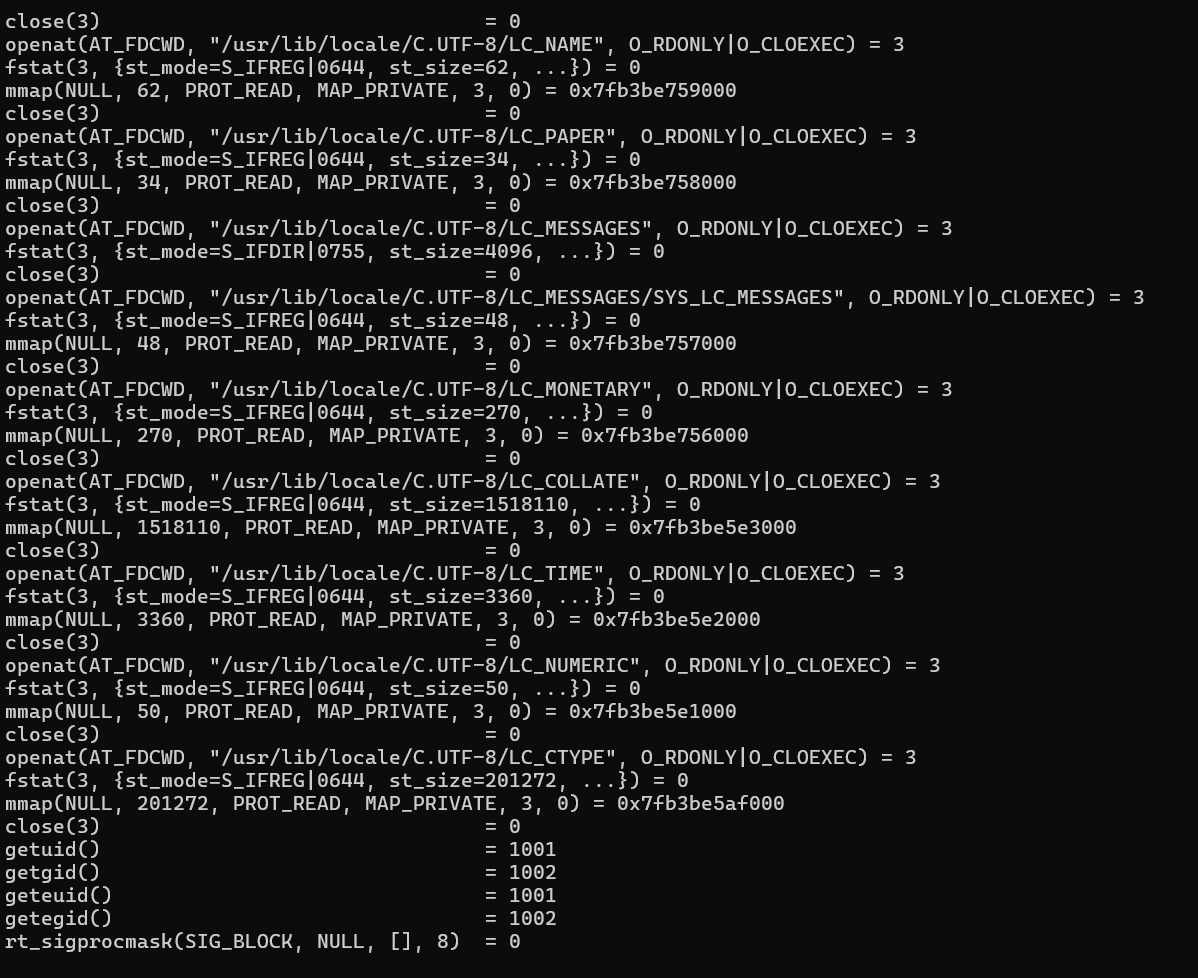 close(3)                                = 0
openat(AT_FDCWD, "/usr/lib/locale/C.UTF-8/LC_NAME", O_RDONLY|O_CLOEXEC) = 3
fstat(3, {st_mode=S_IFREG|0644, st_size=62, ...}) = 0
mmap(NULL, 62, PROT_READ, MAP_PRIVATE, 3, 0) = 0x7fb3be759000
close(3)                                = 0
openat(AT_FDCWD, "/usr/lib/locale/C.UTF-8/LC_PAPER", O_RDONLY|O_CLOEXEC) = 3
fstat(3, {st_mode=S_IFREG|0644, st_size=34, ...}) = 0
mmap(NULL, 34, PROT_READ, MAP_PRIVATE, 3, 0) = 0x7fb3be758000
close(3)                                = 0
openat(AT_FDCWD, "/usr/lib/locale/C.UTF-8/LC_MESSAGES", O_RDONLY|O_CLOEXEC) = 3
fstat(3, {st_mode=S_IFDIR|0755, st_size=4096, ...}) = 0
close(3)                                = 0
openat(AT_FDCWD, "/usr/lib/locale/C.UTF-8/LC_MESSAGES/SYS_LC_MESSAGES", O_RDONLY|O_CLOEXEC) = 3
fstat(3, {st_mode=S_IFREG|0644, st_size=48, ...}) = 0
mmap(NULL, 48, PROT_READ, MAP_PRIVATE, 3, 0) = 0x7fb3be757000
close(3)                                = 0
openat(AT_FDCWD, "/usr/lib/locale/C.UTF-8/LC_MONETARY", O_RDONLY|O_CLOEXEC) = 3
fstat(3, {st_mode=S_IFREG|0644, st_size=270, ...}) = 0
mmap(NULL, 270, PROT_READ, MAP_PRIVATE, 3, 0) = 0x7fb3be756000
close(3)                                = 0
openat(AT_FDCWD, "/usr/lib/locale/C.UTF-8/LC_COLLATE", O_RDONLY|O_CLOEXEC) = 3
fstat(3, {st_mode=S_IFREG|0644, st_size=1518110, ...}) = 0
mmap(NULL, 1518110, PROT_READ, MAP_PRIVATE, 3, 0) = 0x7fb3be5e3000
close(3)                                = 0
openat(AT_FDCWD, "/usr/lib/locale/C.UTF-8/LC_TIME", O_RDONLY|O_CLOEXEC) = 3
fstat(3, {st_mode=S_IFREG|0644, st_size=3360, ...}) = 0
mmap(NULL, 3360, PROT_READ, MAP_PRIVATE, 3, 0) = 0x7fb3be5e2000
close(3)                                = 0
openat(AT_FDCWD, "/usr/lib/locale/C.UTF-8/LC_NUMERIC", O_RDONLY|O_CLOEXEC) = 3
fstat(3, {st_mode=S_IFREG|0644, st_size=50, ...}) = 0
mmap(NULL, 50, PROT_READ, MAP_PRIVATE, 3, 0) = 0x7fb3be5e1000
close(3)                                = 0
openat(AT_FDCWD, "/usr/lib/locale/C.UTF-8/LC_CTYPE", O_RDONLY|O_CLOEXEC) = 3
fstat(3, {st_mode=S_IFREG|0644, st_size=201272, ...}) = 0
mmap(NULL, 201272, PROT_READ, MAP_PRIVATE, 3, 0) = 0x7fb3be5af000
close(3)                                = 0
getuid()                                = 1001
getgid()                                = 1002
geteuid()                               = 1001
getegid()                               = 1002
rt_sigprocmask(SIG_BLOCK, NULL, [], 8)  = 0